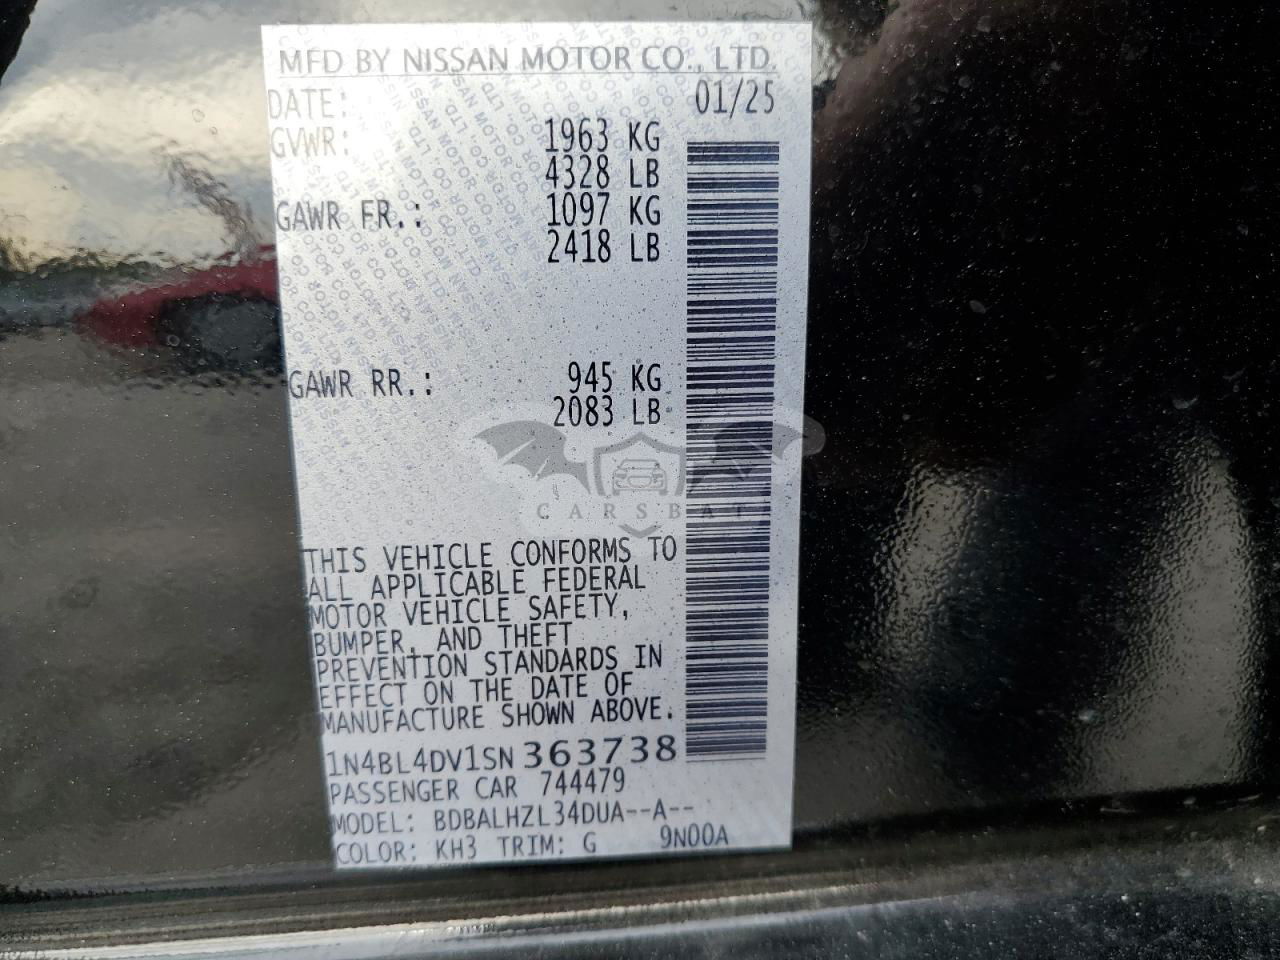 MFD BY NISSAN MOTOR CO., LTD.
DATE: 01/25
GVWR: 1963 KG
4328 LB
GAWR FR.: 1097 KG
2418 LB
GAWR RR.: 945 KG
2083 LB
CARSBAT
THIS VEHICLE CONFORMS TO
ALL APPLICABLE FEDERAL
MOTOR VEHICLE SAFETY,
BUMPER, AND THEFT
PREVENTION STANDARDS IN
EFFECT ON THE DATE OF
MANUFACTURE SHOWN ABOVE.
1N4BL4DV1SN363738
PASSENGER CAR 744479
MODEL: BDBALHZL34DUA--A--
COLOR: KH3 TRIM: G 9N00A